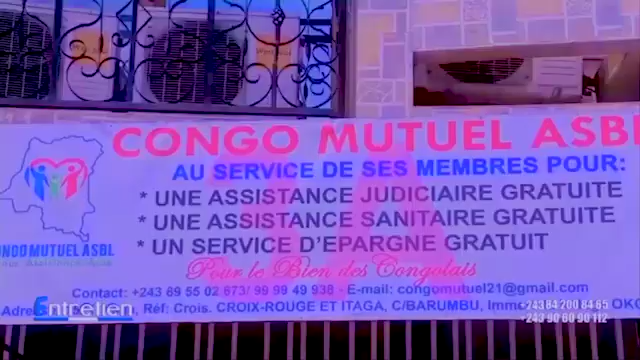 CONGO MUTUEL ASBL
AU SERVICE DE SES MEMBRES POUR:
* UNE ASSISTANCE JUDICIAIRE GRATUITE
* UNE ASSISTANCE SANITAIRE GRATUITE
* UN SERVICE D'EPARGNE GRATUIT
Pour le Bien des Congolais
CONGO MUTUEL ASBL
Contact: +243 69 55 02 673/ 99 99 49 938 - E-mail: congomutuel21@gmail.com
Réf: Crois. CROIX-ROUGE ET ITAGA, C/BARUMBU,
Entretien
+243 84 200 84 65
+243 90 60 90 112